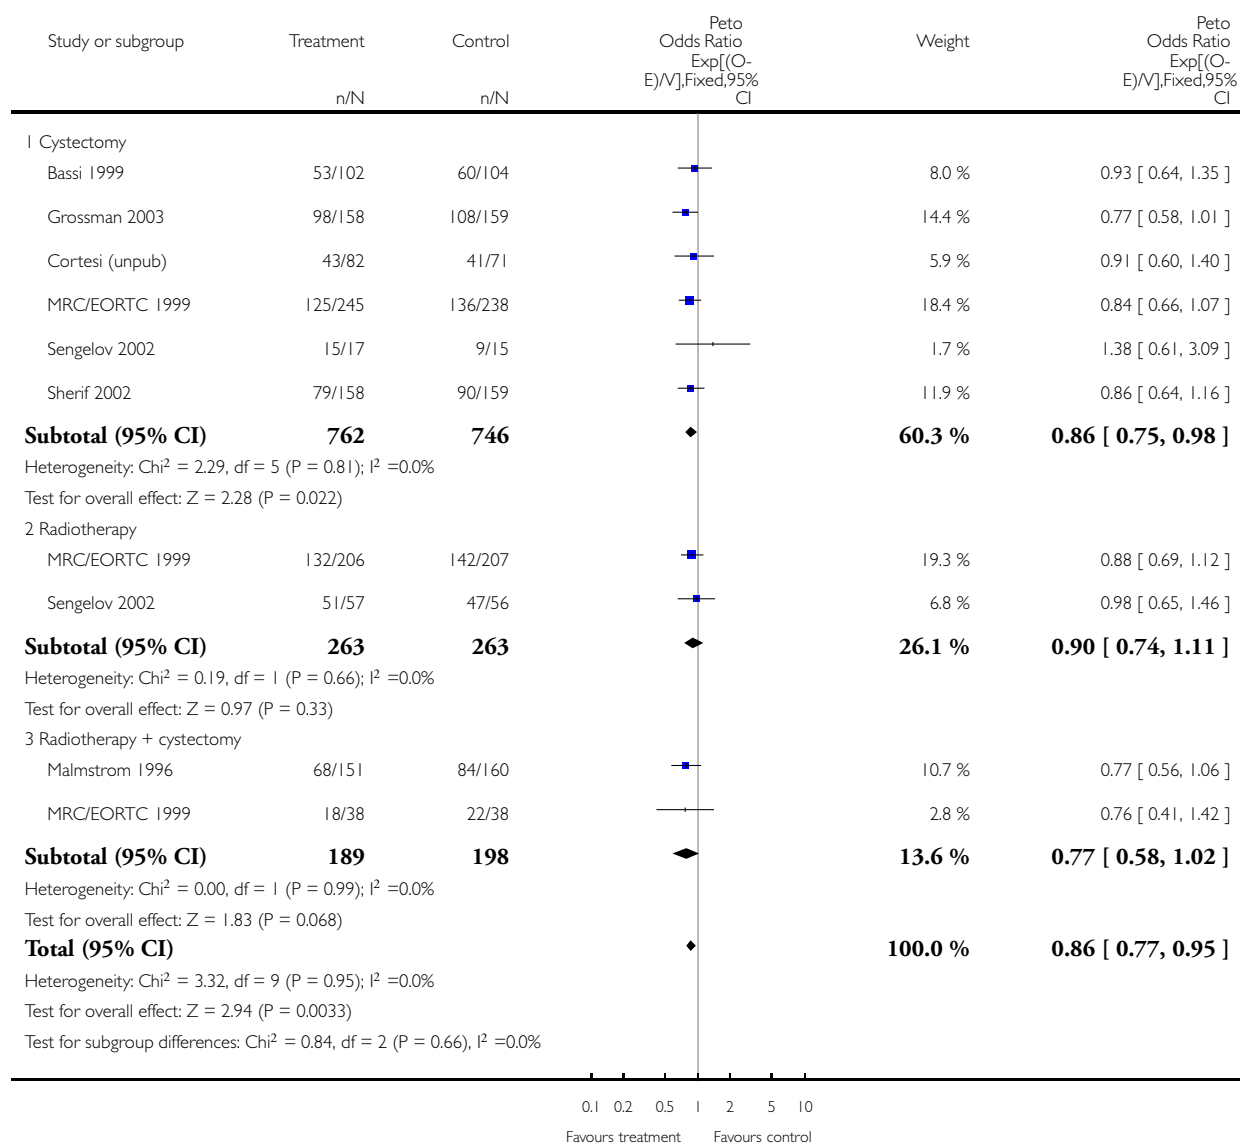 Peto Peto
Study or subgroup Treatment Control Odds Ratio Weight Odds Ratio
Exp[(O- Exp[(O-
E)/V],Fixed,95% E)/V],Fixed,95%
n/N n/N CI CI
1 Cystectomy
Bassi 1999 53/102 60/104 8.0 % 0.93 [ 0.64, 1.35 ]
Grossman 2003 98/158 108/159 14.4 % 0.77 [ 0.58, 1.01 ]
Cortesi (unpub) 43/82 41/71 5.9 % 0.91 [ 0.60, 1.40 ]
MRC/EORTC 1999 125/245 136/238 18.4 % 0.84 [ 0.66, 1.07 ]
Sengelov 2002 15/17 9/15 1.7 % 1.38 [ 0.61, 3.09 ]
Sherif 2002 79/158 90/159 11.9 % 0.86 [ 0.64, 1.16 ]
Subtotal (95% CI) 762 746 60.3 % 0.86 [ 0.75, 0.98 ]
Heterogeneity: Chi² = 2.29, df = 5 (P = 0.81); I² =0.0%
Test for overall effect: Z = 2.28 (P = 0.022)
2 Radiotherapy
MRC/EORTC 1999 132/206 142/207 19.3 % 0.88 [ 0.69, 1.12 ]
Sengelov 2002 51/57 47/56 6.8 % 0.98 [ 0.65, 1.46 ]
Subtotal (95% CI) 263 263 26.1 % 0.90 [ 0.74, 1.11 ]
Heterogeneity: Chi² = 0.19, df = 1 (P = 0.66); I² =0.0%
Test for overall effect: Z = 0.97 (P = 0.33)
3 Radiotherapy + cystectomy
Malmstrom 1996 68/151 84/160 10.7 % 0.77 [ 0.56, 1.06 ]
MRC/EORTC 1999 18/38 22/38 2.8 % 0.76 [ 0.41, 1.42 ]
Subtotal (95% CI) 189 198 13.6 % 0.77 [ 0.58, 1.02 ]
Heterogeneity: Chi² = 0.00, df = 1 (P = 0.99); I² =0.0%
Test for overall effect: Z = 1.83 (P = 0.068)
Total (95% CI) 100.0 % 0.86 [ 0.77, 0.95 ]
Heterogeneity: Chi² = 3.32, df = 9 (P = 0.95); I² =0.0%
Test for overall effect: Z = 2.94 (P = 0.0033)
Test for subgroup differences: Chi² = 0.84, df = 2 (P = 0.66), I² =0.0%
0.1 0.2 0.5 1 2 5 10
Favours treatment Favours control